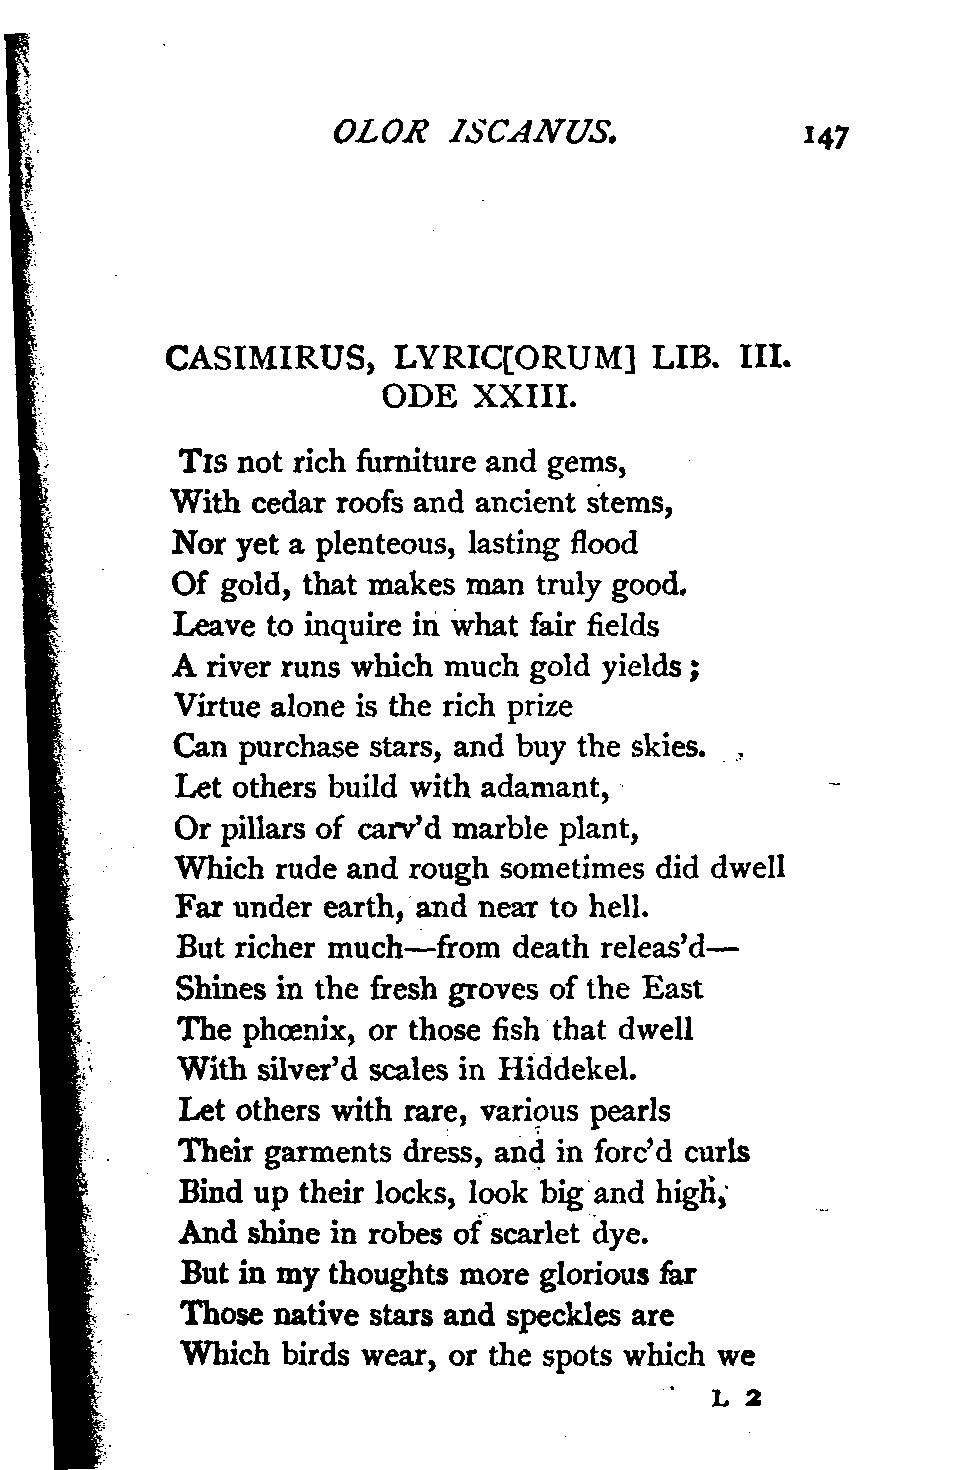 OLOR ISCANUS. 147
CASIMIRUS, LYRIC[ORUM] LIB. III.
ODE XXIII.
TIS not rich furniture and gems,
With cedar roofs and ancient stems,
Nor yet a plenteous, lasting flood
Of gold, that makes man truly good.
Leave to inquire in what fair fields
A river runs which much gold yields ;
Virtue alone is the rich prize
Can purchase stars, and buy the skies.
Let others build with adamant,
Or pillars of carv'd marble plant,
Which rude and rough sometimes did dwell
Far under earth, and near to hell.
But richer much—from death releas'd—
Shines in the fresh groves of the East
The phœnix, or those fish that dwell
With silver'd scales in Hiddekel.
Let others with rare, various pearls
Their garments dress, and in forc'd curls
Bind up their locks, look big and high,
And shine in robes of scarlet dye.
But in my thoughts more glorious far
Those native stars and speckles are
Which birds wear, or the spots which we
L 2